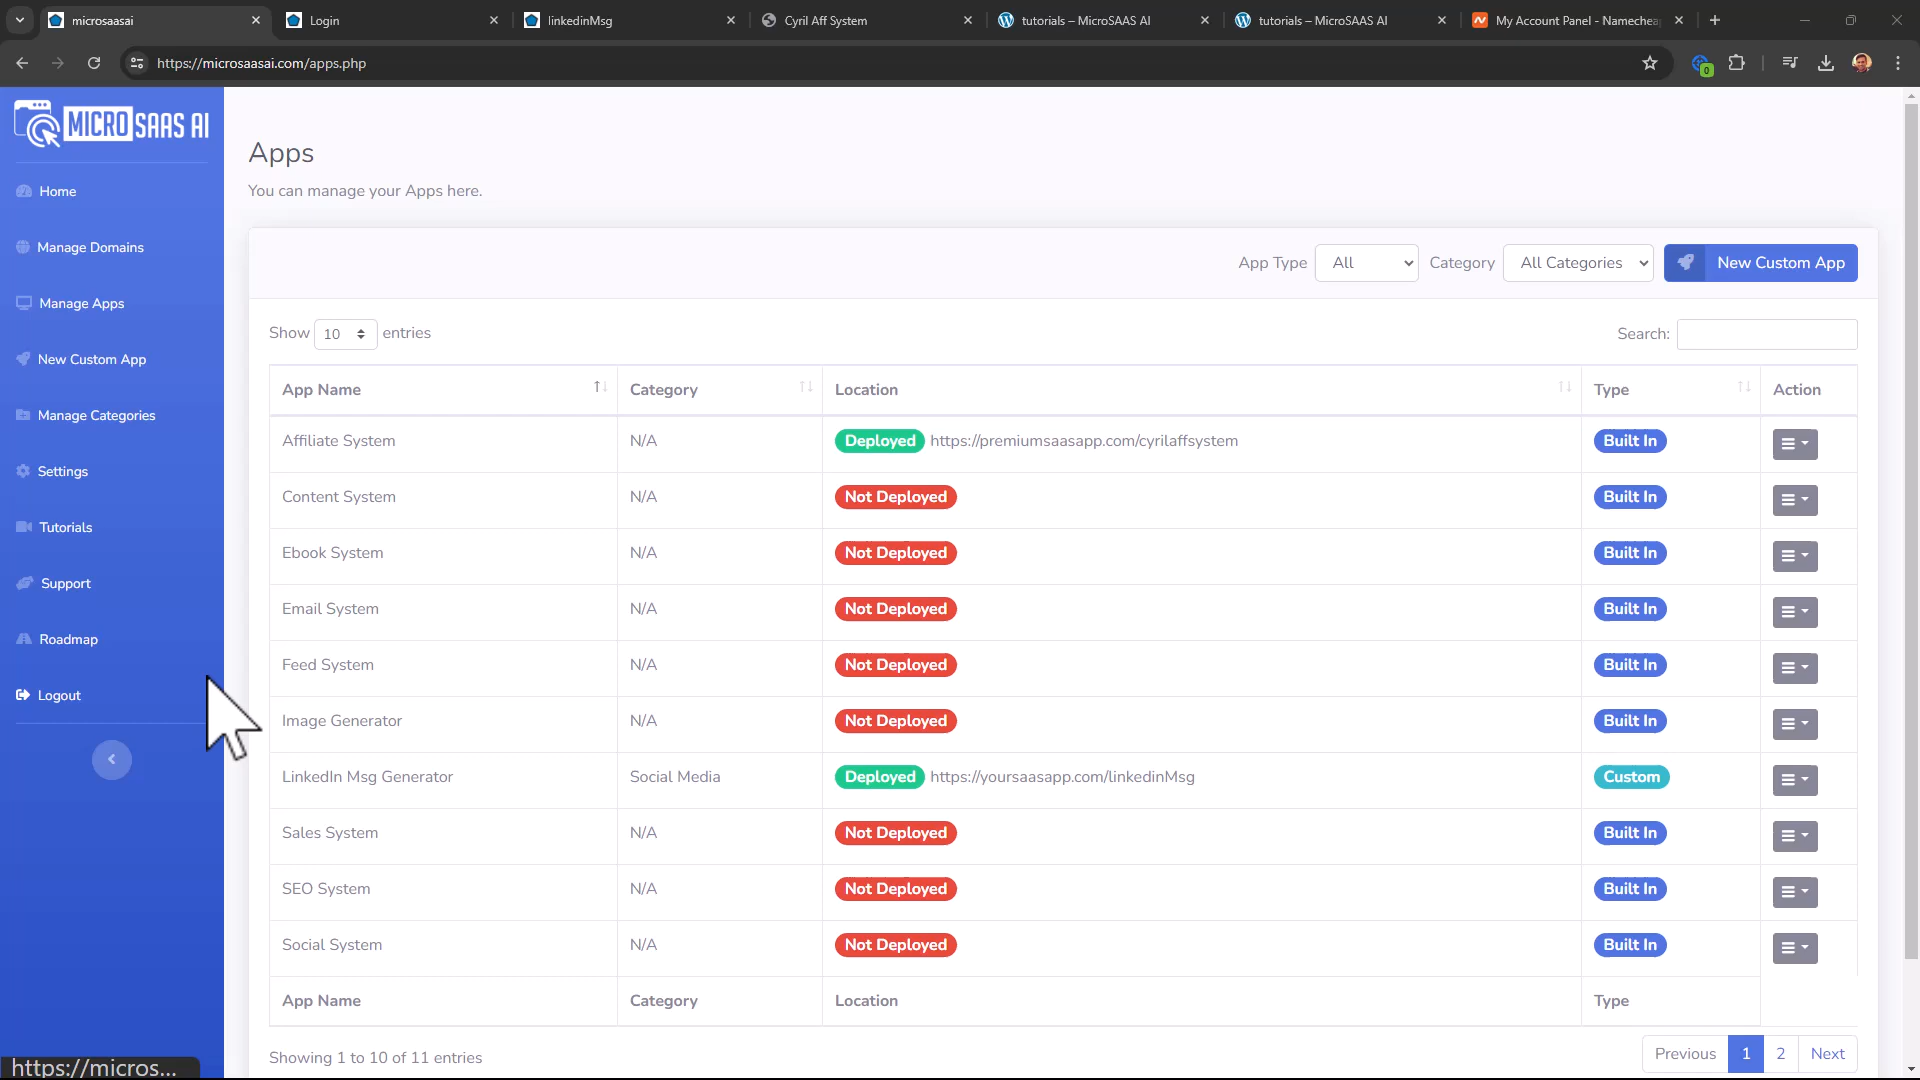 microsaasai
Login
linkedinMsg
Cyril Aff System
tutorials – MicroSAAS AI
tutorials – MicroSAAS AI
My Account Panel - Namechea
https://microsaasai.com/apps.php
0
MICRO SAAS AI
Home
Manage Domains
Manage Apps
New Custom App
Manage Categories
Settings
Tutorials
Support
Roadmap
Logout
https://micros...
Apps
You can manage your Apps here.
App Type All Category All Categories New Custom App
Show 10 entries Search:
App Name Category Location Type Action
Affiliate System N/A Deployed https://premiumsaasapp.com/cyrilaffsystem Built In
Content System N/A Not Deployed Built In
Ebook System N/A Not Deployed Built In
Email System N/A Not Deployed Built In
Feed System N/A Not Deployed Built In
Image Generator N/A Not Deployed Built In
LinkedIn Msg Generator Social Media Deployed https://yoursaasapp.com/linkedinMsg Custom
Sales System N/A Not Deployed Built In
SEO System N/A Not Deployed Built In
Social System N/A Not Deployed Built In
App Name Category Location Type
Showing 1 to 10 of 11 entries Previous 1 2 Next